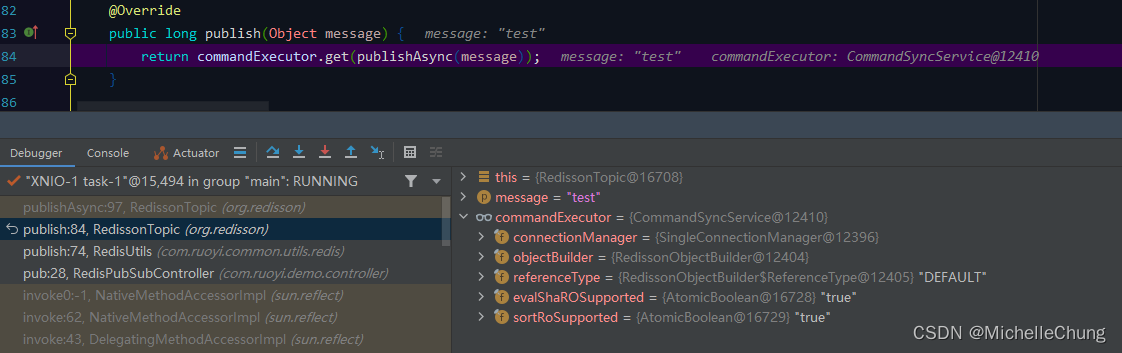 82 @Override
83 public long publish(Object message) { message: "test"
84 return commandExecutor.get(publishAsync(message)); message: "test" commandExecutor: CommandSyncService@12410
85 }
86
Debugger Console Actuator
"XNIO-1 task-1"@15,494 in group "main": RUNNING
publishAsync:97, RedissonTopic (org.redisson)
publish:84, RedissonTopic (org.redisson)
publish:74, RedisUtils (com.ruoyi.common.utils.redis)
pub:28, RedisPubSubController (com.ruoyi.demo.controller)
invoke0:-1, NativeMethodAccessorImpl (sun.reflect)
invoke:62, NativeMethodAccessorImpl (sun.reflect)
invoke:43, DelegatingMethodAccessorImpl (sun.reflect)
this = {RedissonTopic@16708}
message = "test"
commandExecutor = {CommandSyncService@12410}
connectionManager = {SingleConnectionManager@12396}
objectBuilder = {RedissonObjectBuilder@12404}
referenceType = {RedissonObjectBuilder$ReferenceType@12405} "DEFAULT"
evalShaROSupported = {AtomicBoolean@16728} "true"
sortRoSupported = {AtomicBoolean@16729} "true"
CSDN @MichelleChung